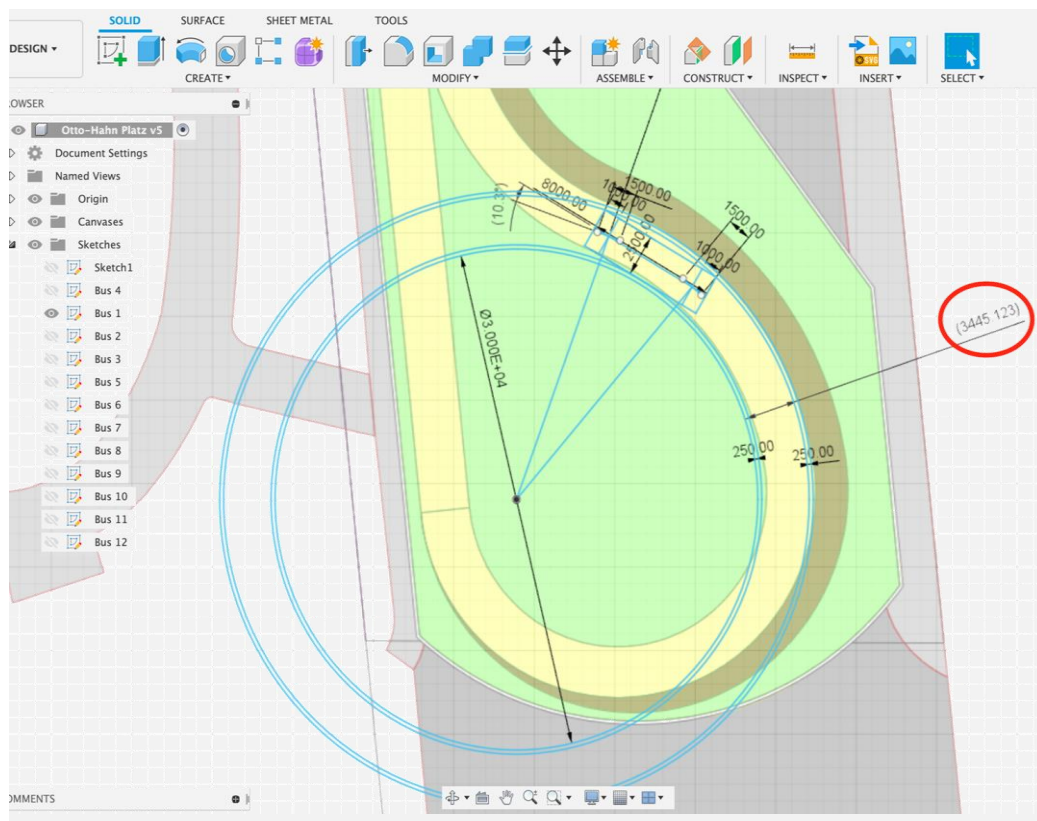 SOLID SURFACE SHEET METAL TOOLS
DESIGN
CREATE MODIFY ASSEMBLE CONSTRUCT INSPECT INSERT SELECT
SVG
Otto-Hahn Platz v5
Document Settings
Named Views
Origin
Canvases
Sketches
Sketch1
Bus 4
Bus 1
Bus 2
Bus 3
Bus 5
Bus 6
Bus 7
Bus 8
Bus 9
Bus 10
Bus 11
Bus 12
8000.00
1500.00
1500.00
1000.00
Ø3.000E+04
(3445.123)
250.00
250.00